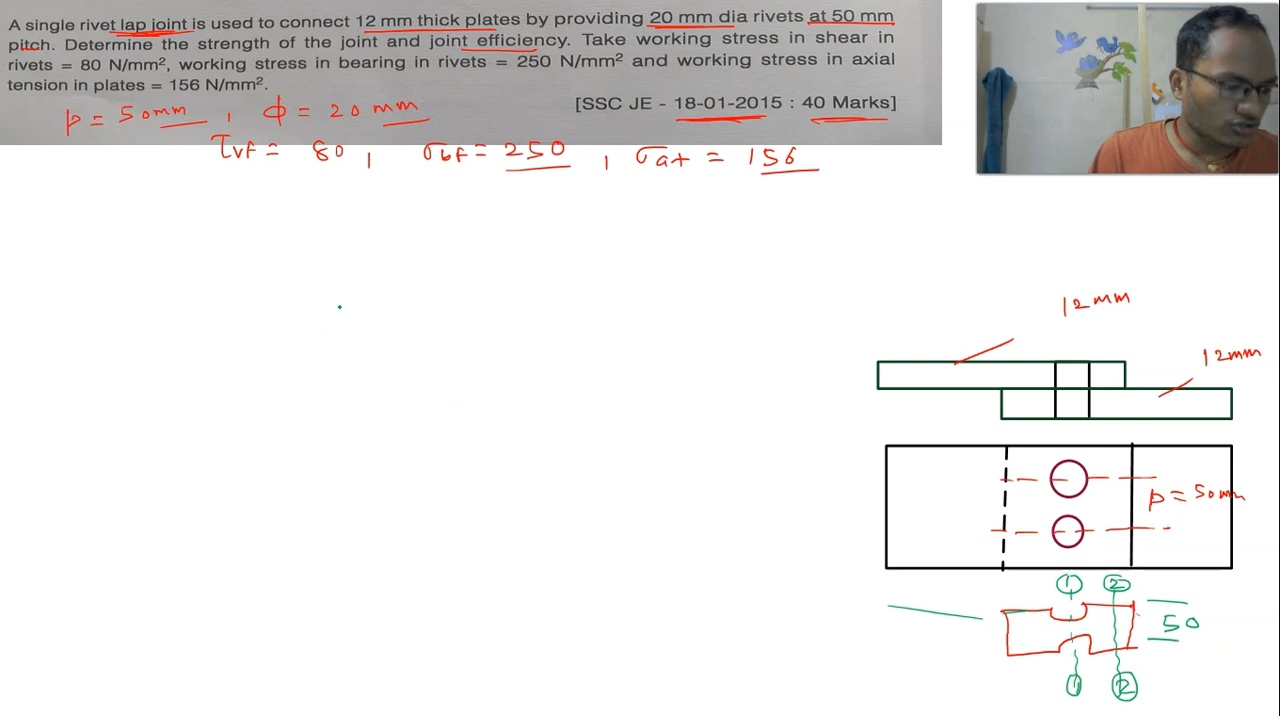 A single rivet lap joint is used to connect 12 mm thick plates by providing 20 mm dia rivets at 50 mm
pitch. Determine the strength of the joint and joint efficiency. Take working stress in shear in
rivets = 80 N/mm², working stress in bearing in rivets = 250 N/mm² and working stress in axial
tension in plates = 156 N/mm².
[SSC JE - 18-01-2015 : 40 Marks]
p = 50mm , ϕ = 20 mm
τvf = 80 , σbf = 250 , σat = 156
12mm
12mm
p = 50mm
① ②
50
① ②